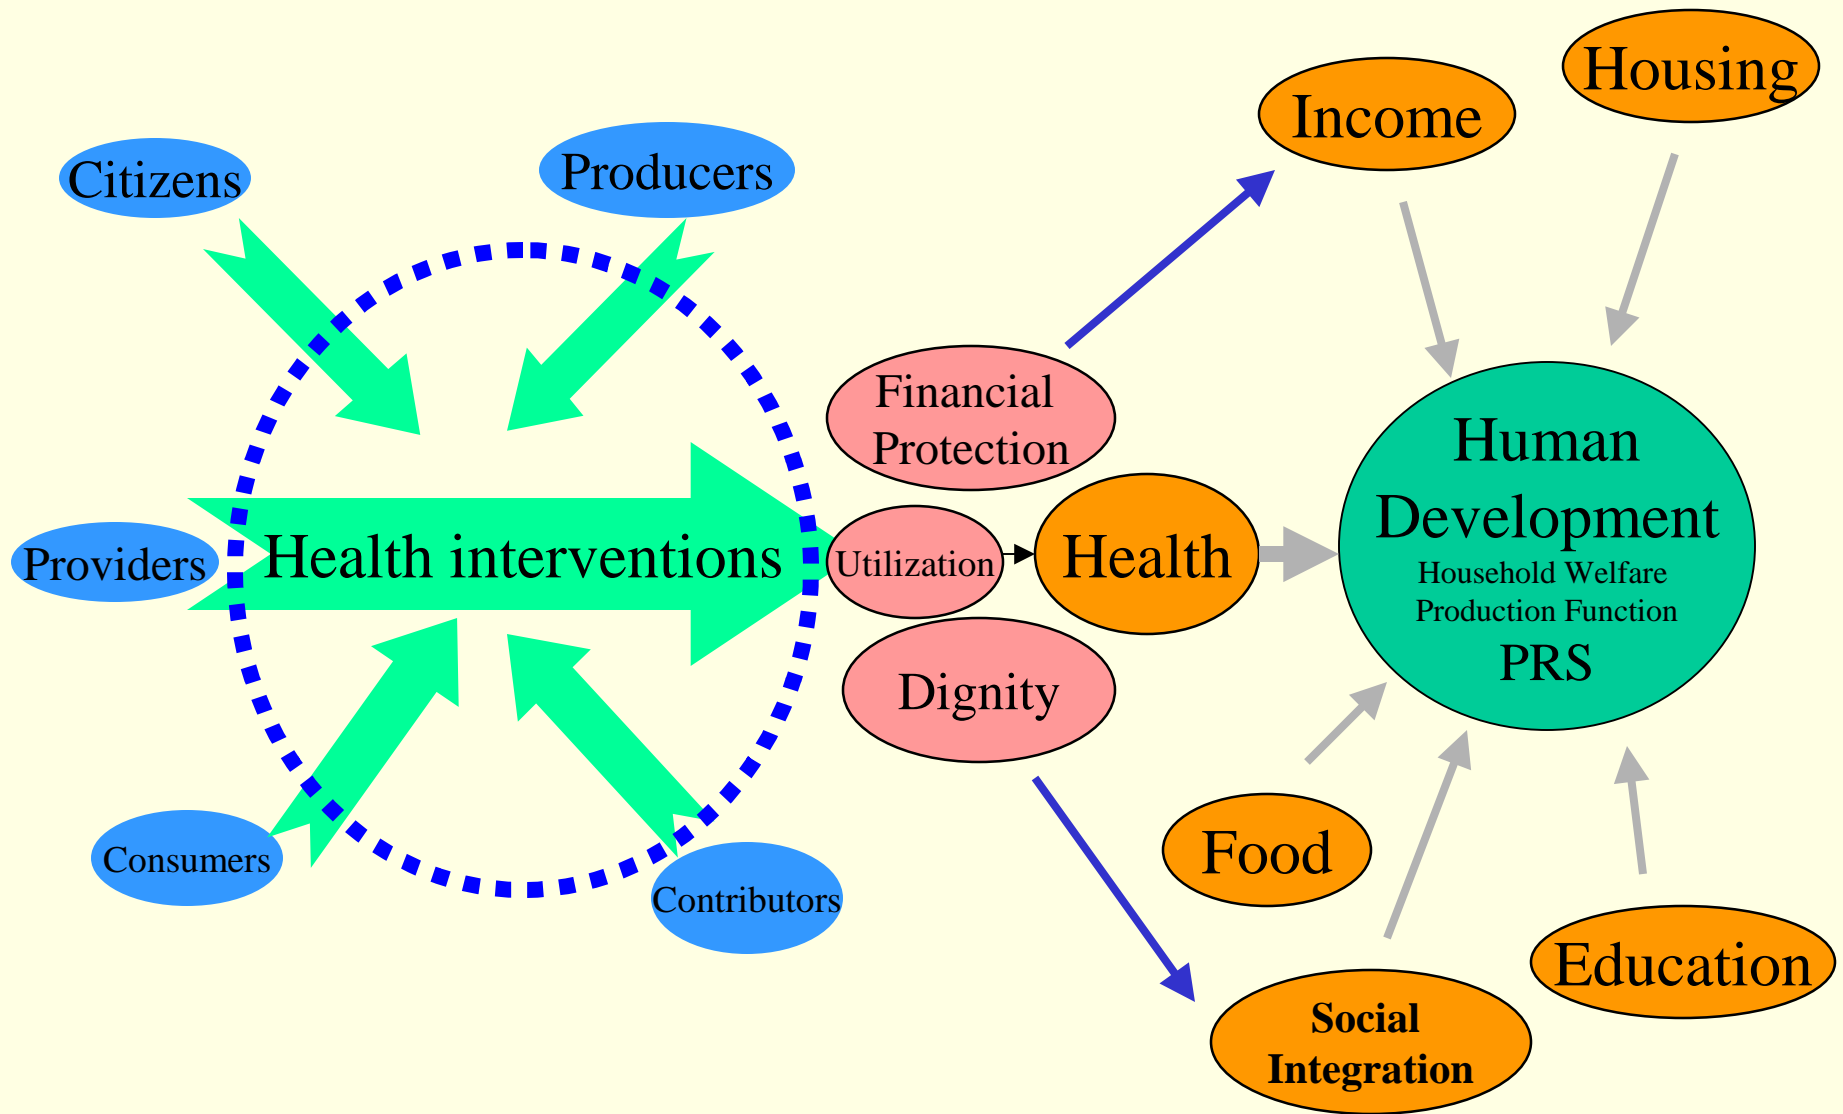 Housing
Income
Citizens
Producers
Financial
Protection
Human
Development
Household Welfare
Production Function
PRS
Providers
Health interventions
Utilization
Health
Dignity
Consumers
Contributors
Food
Education
Social
Integration